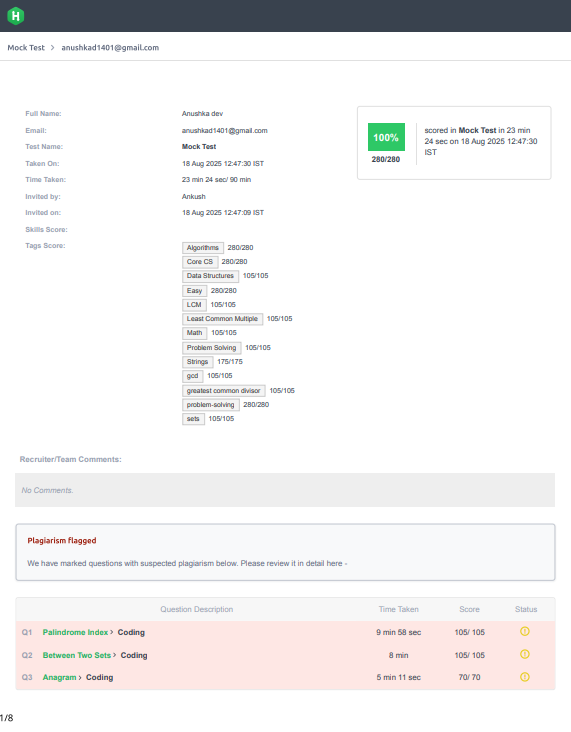 H
Mock Test > anushkad1401@gmail.com
Full Name: Anushka dev
Email: anushkad1401@gmail.com
Test Name: Mock Test
Taken On: 18 Aug 2025 12:47:30 IST
Time Taken: 23 min 24 sec/ 90 min
Invited by: Ankush
Invited on: 18 Aug 2025 12:47:09 IST
Skills Score:
Tags Score:
Algorithms 280/280
Core CS 280/280
Data Structures 105/105
Easy 280/280
LCM 105/105
Least Common Multiple 105/105
Math 105/105
Problem Solving 105/105
Strings 175/175
gcd 105/105
greatest common divisor 105/105
problem-solving 280/280
sets 105/105
100%
280/280
scored in Mock Test in 23 min
24 sec on 18 Aug 2025 12:47:30
IST
Recruiter/Team Comments:
No Comments.
Plagiarism flagged
We have marked questions with suspected plagiarism below. Please review it in detail here -
Question Description Time Taken Score Status
Q1 Palindrome Index > Coding 9 min 58 sec 105/ 105
Q2 Between Two Sets > Coding 8 min 105/ 105
Q3 Anagram > Coding 5 min 11 sec 70/ 70
1/8